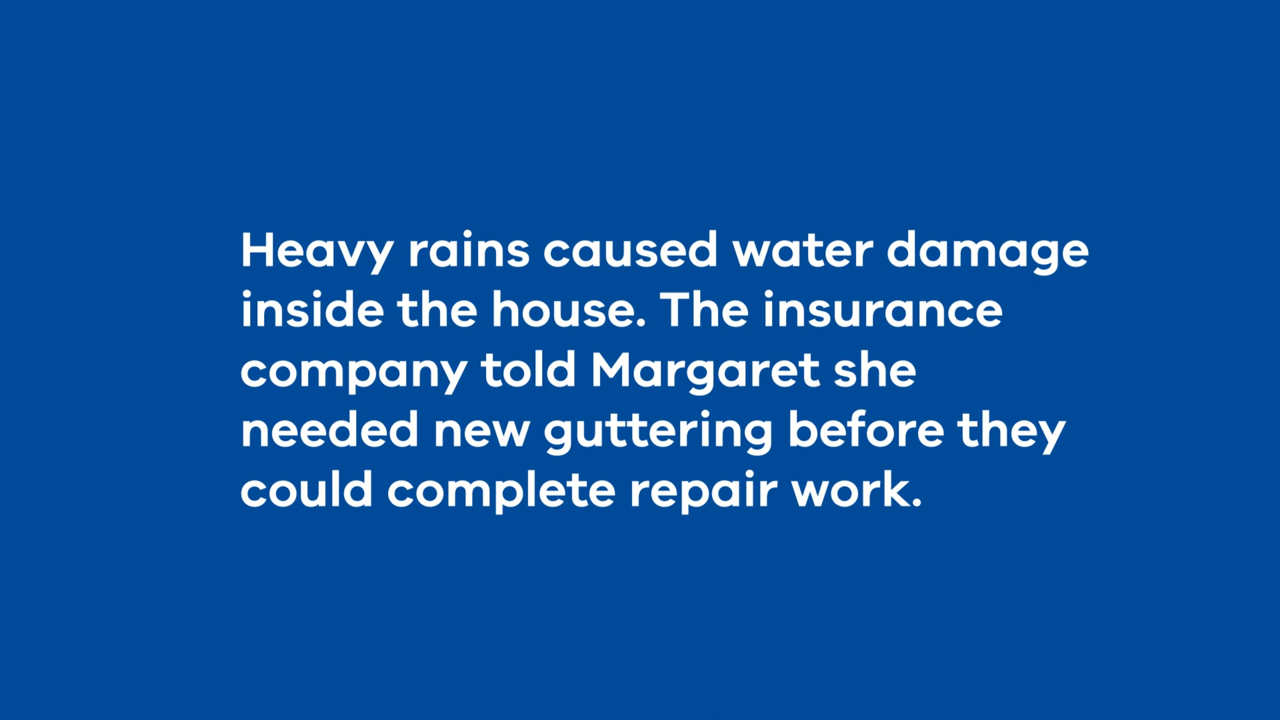 Heavy rains caused water damage
inside the house. The insurance
company told Margaret she
needed new guttering before they
could complete repair work.